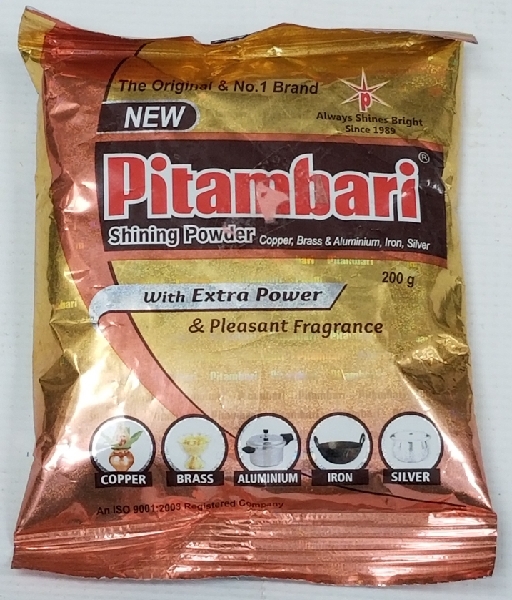 The Original & No.1 Brand
P
Always Shines Bright
Since 1989
NEW
Pitambari®
Shining Powder Copper, Brass & Aluminium, Iron, Silver
200 g
With Extra Power
& Pleasant Fragrance
COPPER BRASS ALUMINIUM IRON SILVER
An ISO 9001:2008 Registered Company